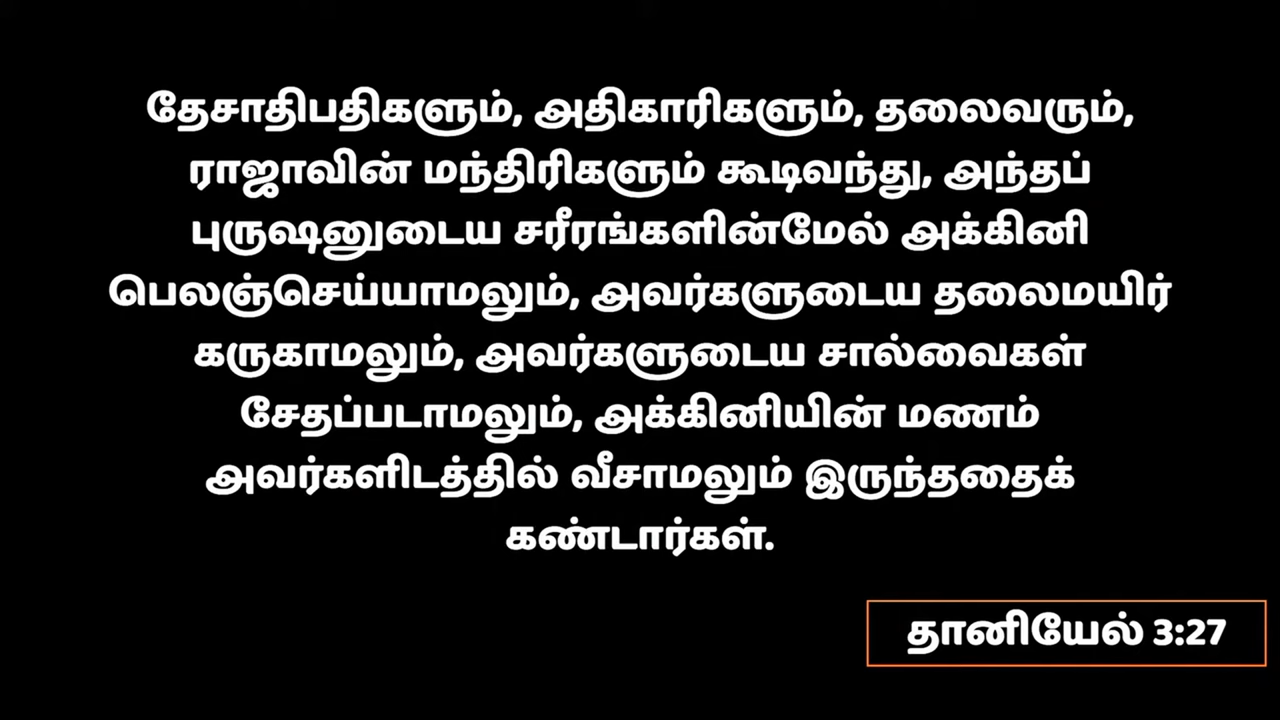 தேசாதிபதிகளும், அதிகாரிகளும், தலைவரும்,
ராஜாவின் மந்திரிகளும் கூடிவந்து, அந்தப்
புருஷனுடைய சரீரங்களின்மேல் அக்கினி
பெலஞ்செய்யாமலும், அவர்களுடைய தலைமயிர்
கருகாமலும், அவர்களுடைய சால்வைகள்
சேதப்படாமலும், அக்கினியின் மணம்
அவர்களிடத்தில் வீசாமலும் இருந்ததைக்
கண்டார்கள்.
தானியேல் 3:27